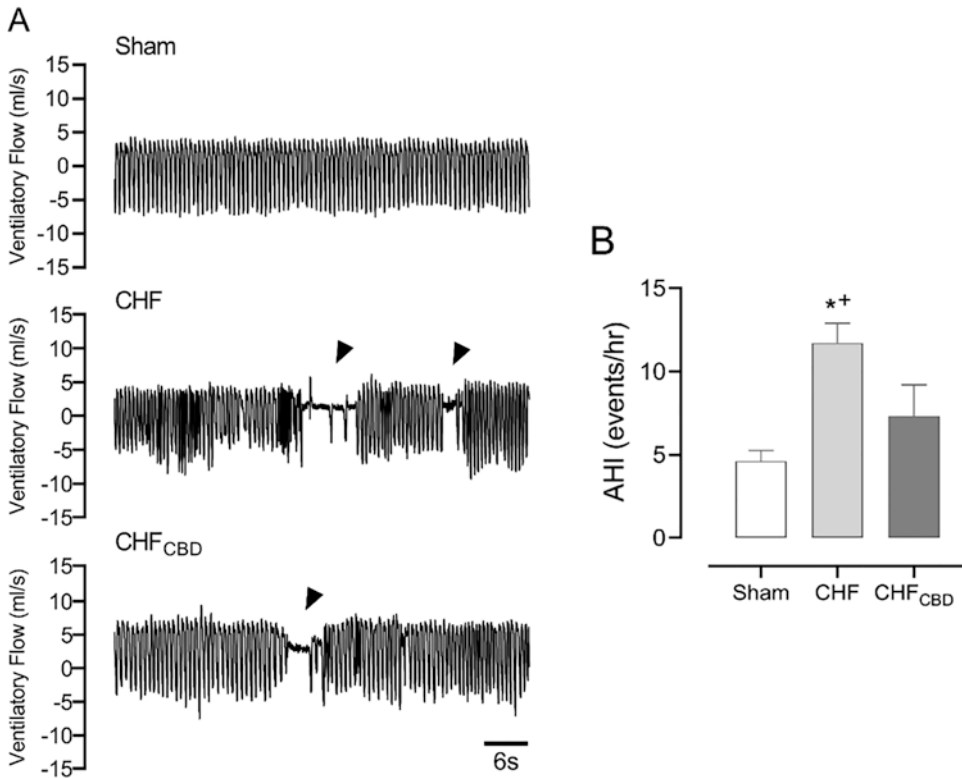 A
Sham
Ventilatory Flow (ml/s)
15
10
5
0
-5
-10
-15
CHF
Ventilatory Flow (ml/s)
15
10
5
0
-5
-10
-15
CHFCBD
Ventilatory Flow (ml/s)
15
10
5
0
-5
-10
-15
6s
B
AHI (events/hr)
15
10
5
0
*+
Sham CHF CHFCBD